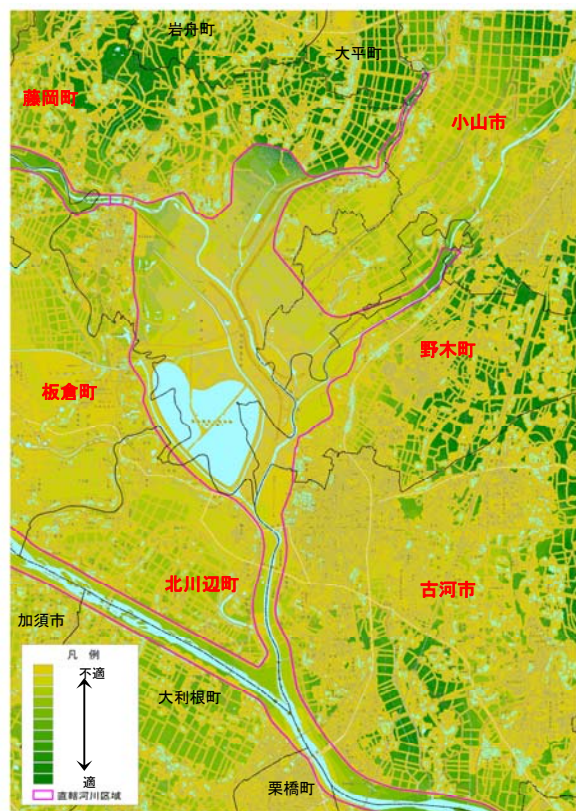 岩舟町
大平町
藤岡町
小山市
野木町
板倉町
北川辺町
古河市
加須市
凡 例
不適
適
直轄河川区域
大利根町
栗橋町